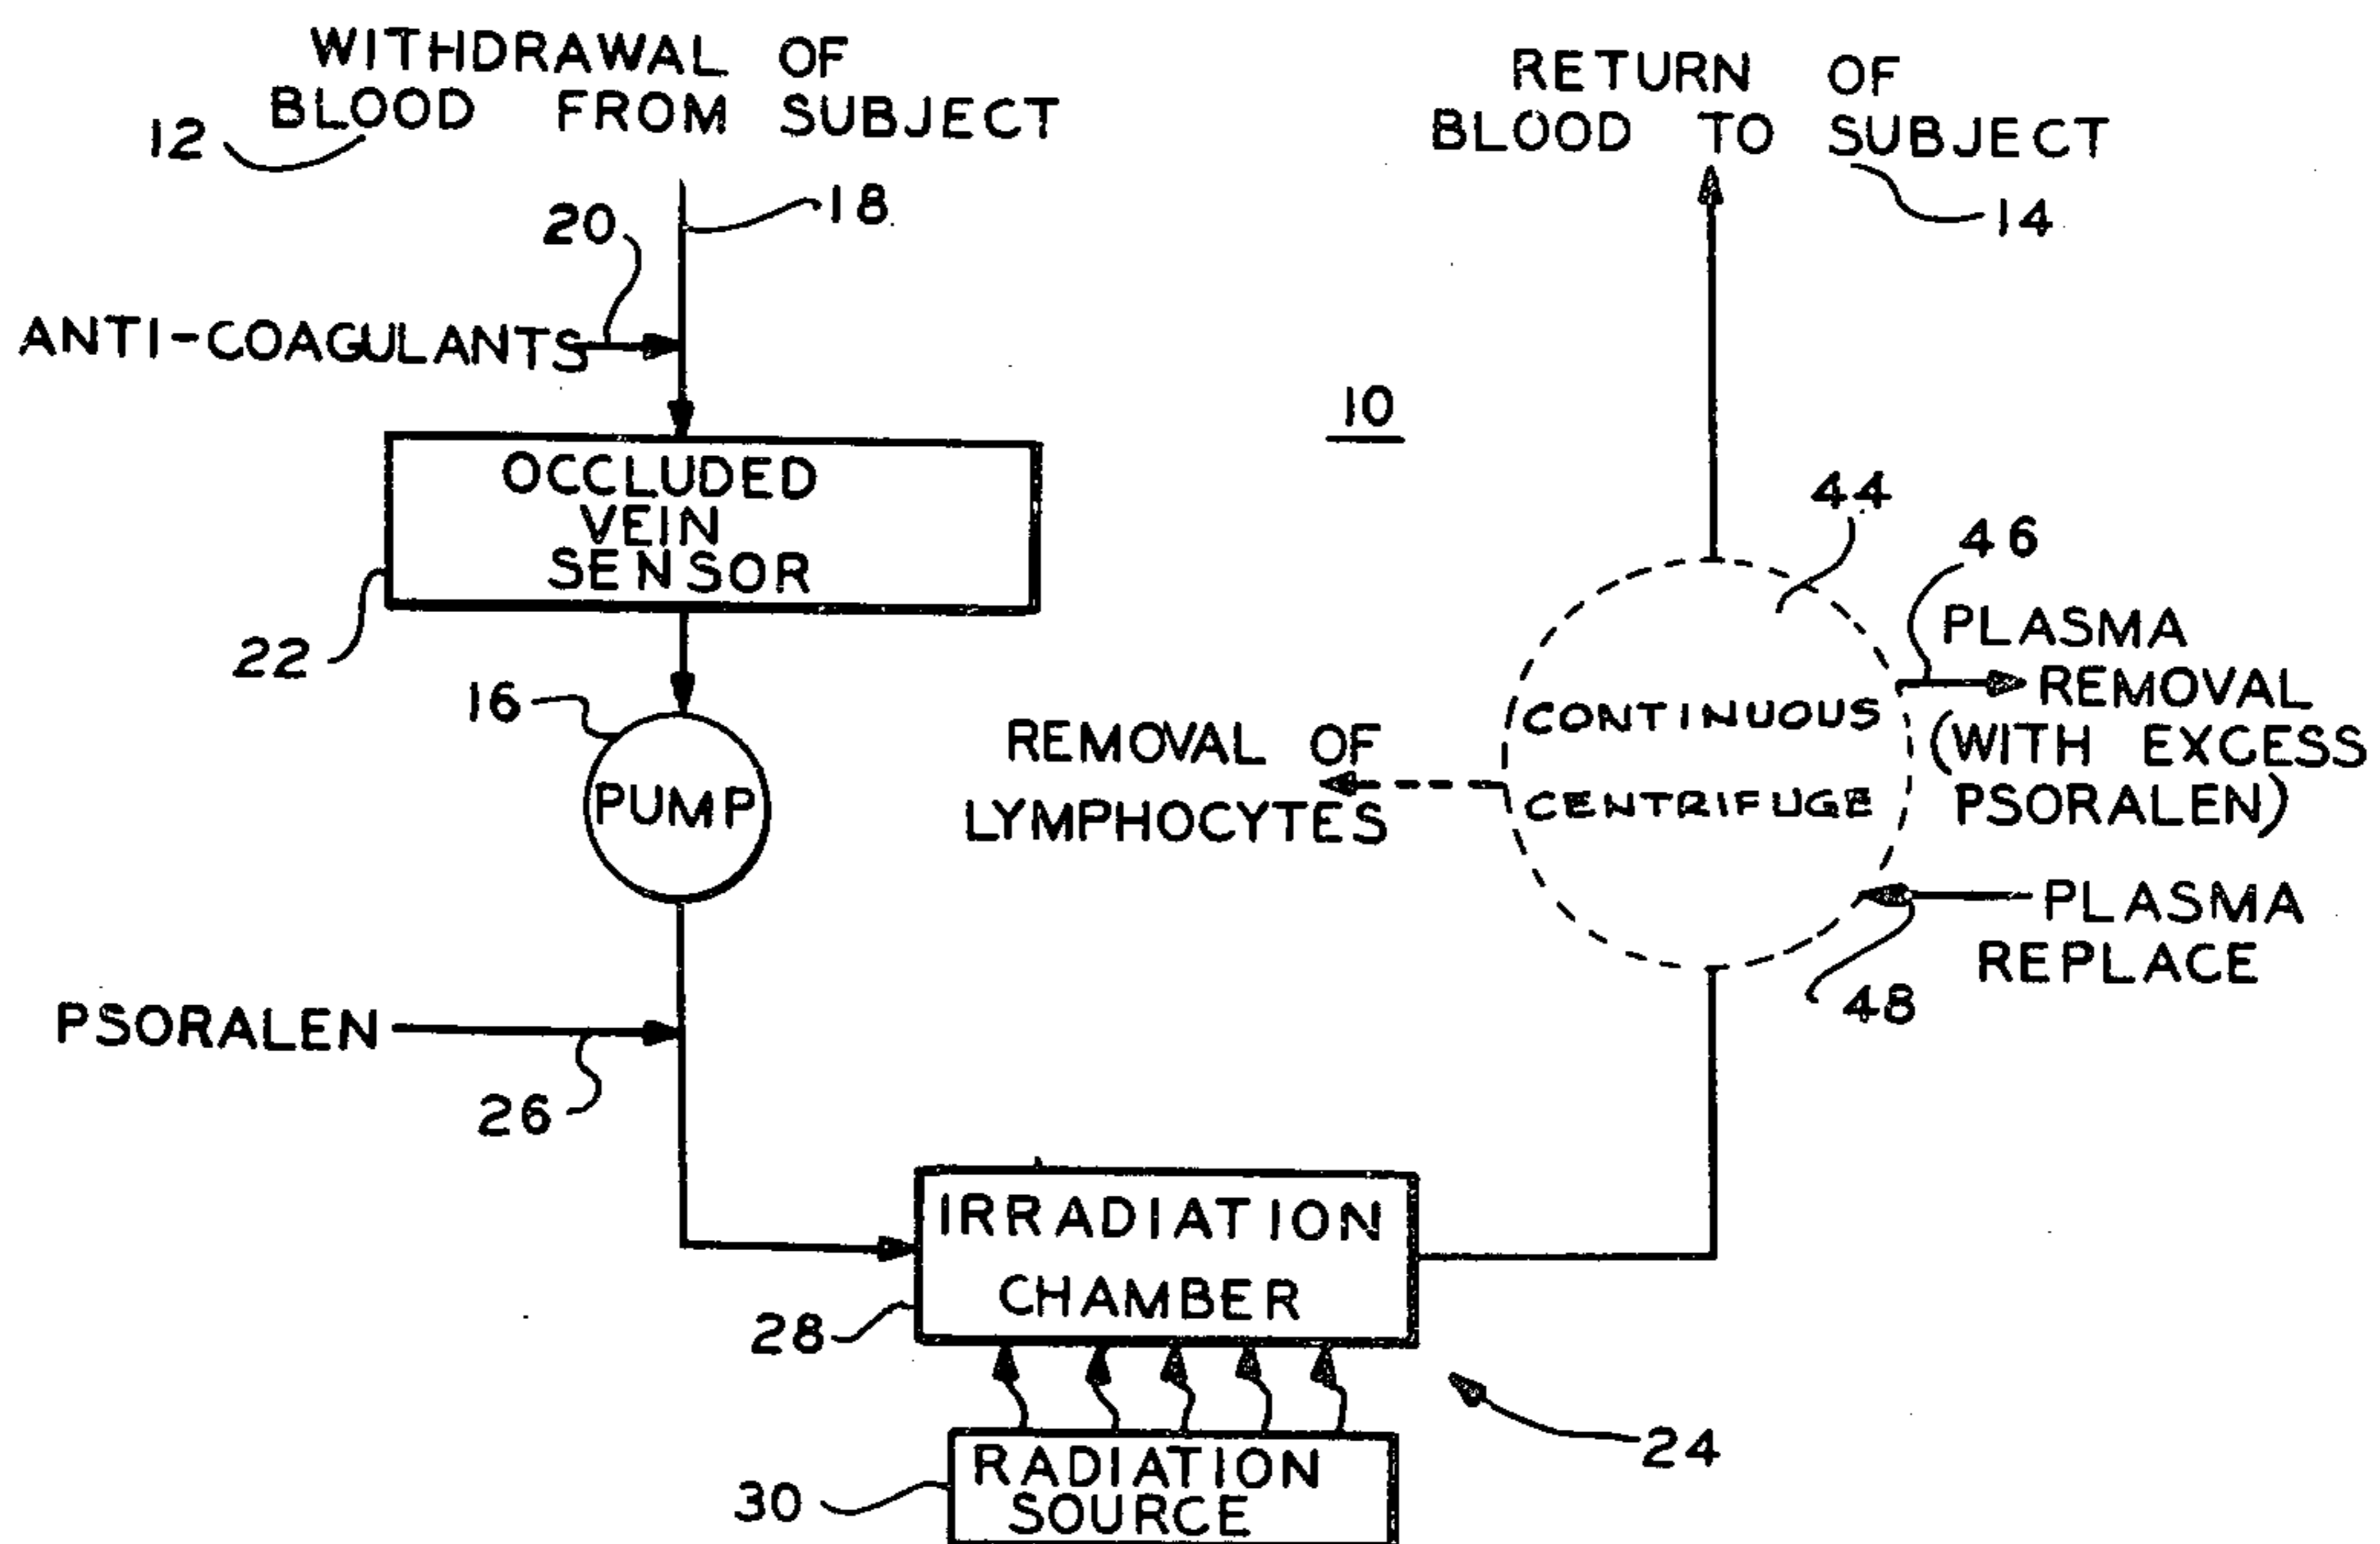 WITHDRAWAL OF
BLOOD FROM SUBJECT
12
18
20
ANTI-COAGULANTS
OCCLUDED
VEIN
SENSOR
22
16
PUMP
PSORALEN
26
IRRADIATION
CHAMBER
28
RADIATION
SOURCE
30
24
10
RETURN OF
BLOOD TO SUBJECT
14
44
46
PLASMA
REMOVAL
(WITH EXCESS
PSORALEN)
CONTINUOUS
CENTRIFUGE
REMOVAL OF
LYMPHOCYTES
PLASMA
REPLACE
48